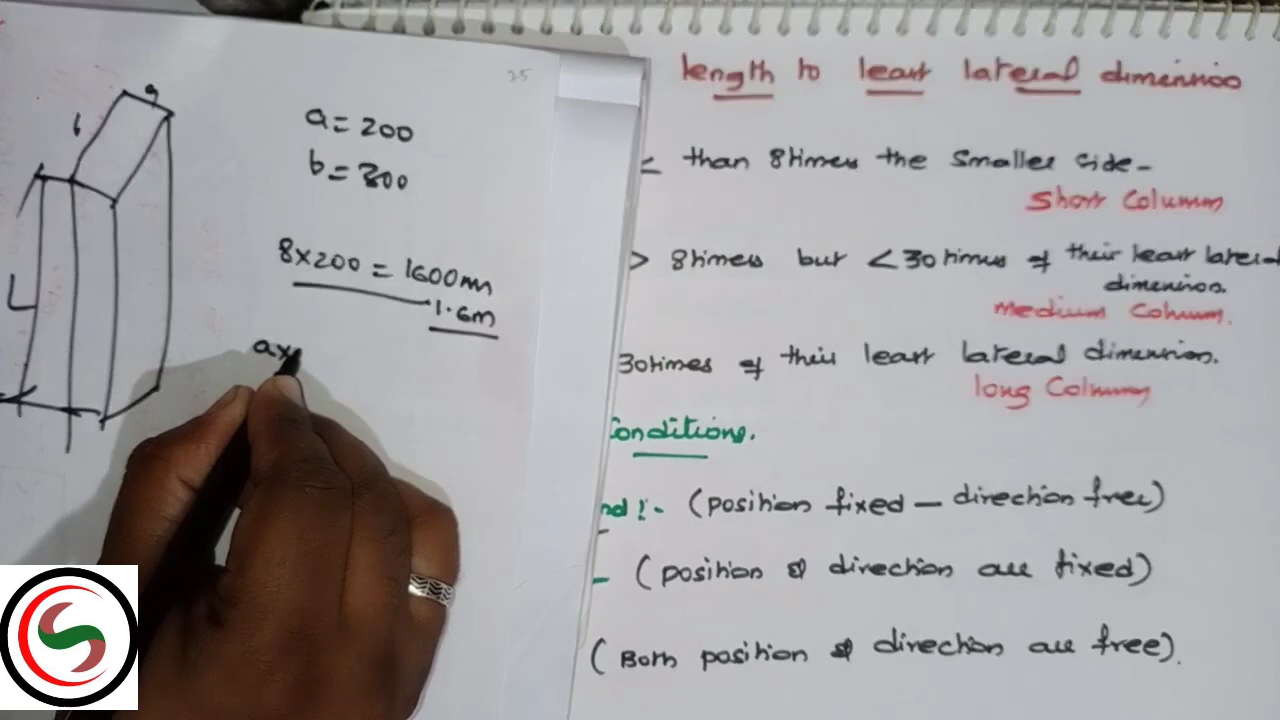 25
a
b
L
a = 200
b = 300
8x200 = 1600mm
1.6m
ax
length to least lateral dimension
< than 8times the smaller side-
Short Column
> 8times but <30times of their least lateral
dimension.
Medium Column.
30times of their least lateral dimension.
long Column
Conditions.
nd :- (position fixed - direction free)
- (position & direction are fixed)
(Both position & direction are free).